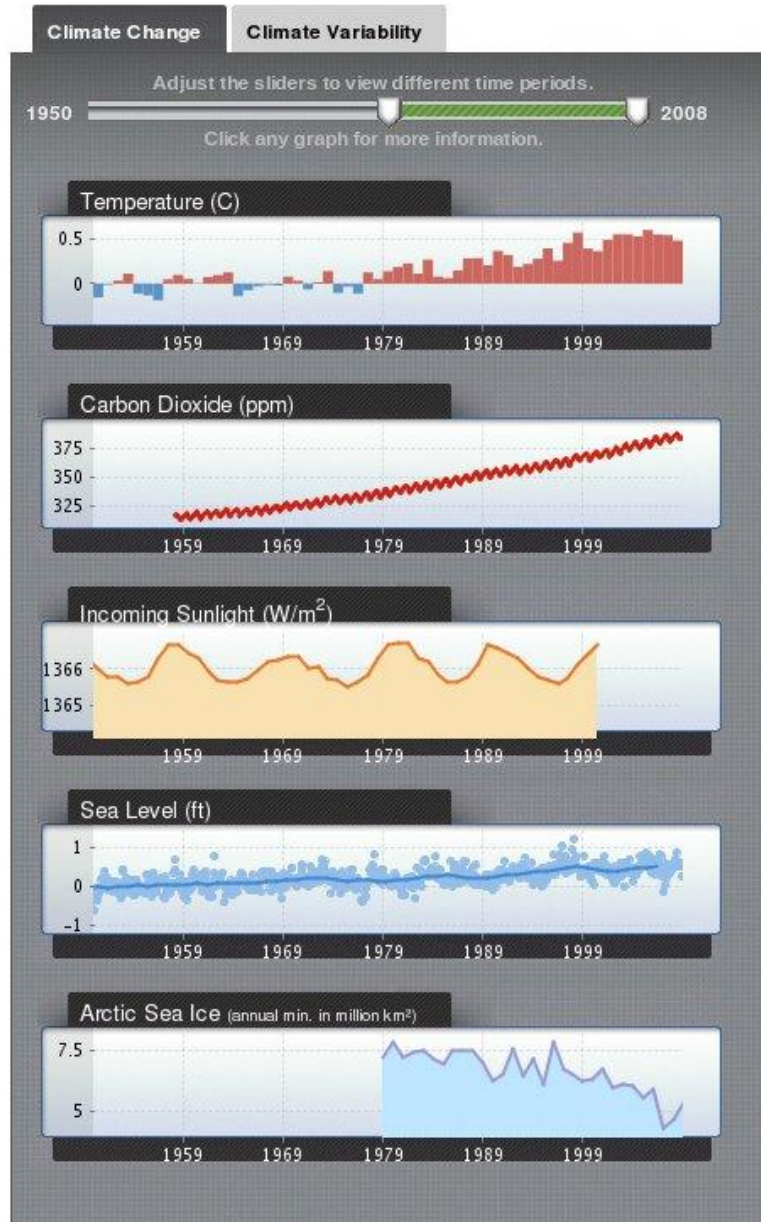 Climate Change Climate Variability
Adjust the sliders to view different time periods.
1950 2008
Click any graph for more information.
Temperature (C)
0.5
0
1959 1969 1979 1989 1999
Carbon Dioxide (ppm)
375
350
325
1959 1969 1979 1989 1999
Incoming Sunlight (W/m²)
1366
1365
1959 1969 1979 1989 1999
Sea Level (ft)
1
0
-1
1959 1969 1979 1989 1999
Arctic Sea Ice (annual min. in million km²)
7.5
5
1959 1969 1979 1989 1999